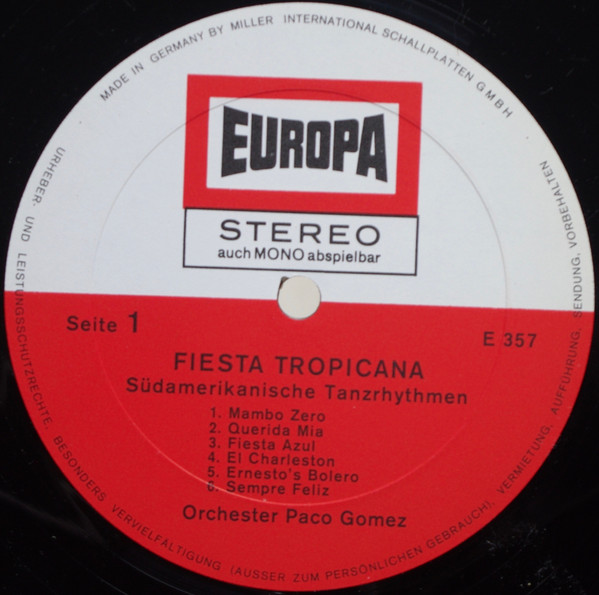 MADE IN GERMANY BY MILLER INTERNATIONAL SCHALLPLATTEN GMBH
EUROPA
STEREO
auch MONO abspielbar
Seite 1
E 357
FIESTA TROPICANA
Südamerikanische Tanzrhythmen
1. Mambo Zero
2. Querida Mia
3. Fiesta Azul
4. El Charleston
5. Ernesto's Bolero
6. Sempre Feliz
Orchester Paco Gomez
URHEBER- UND LEISTUNGSSCHUTZRECHTE, BESONDERS VERVIELFÄLTIGUNG (AUSSER ZUM PERSÖNLICHEN GEBRAUCH), VERMIETUNG, AUFFÜHRUNG, SENDUNG, VORBEHALTEN